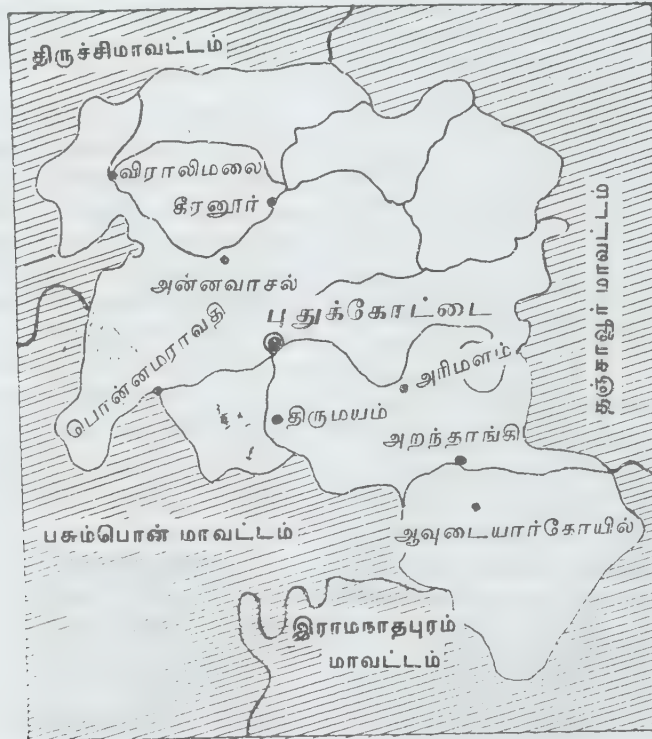 திருச்சிமாவட்டம்
விராலிமலை
கீரனூர்
அன்னவாசல்
புதுக்கோட்டை
பொன்னமராவதி
அரிமளம்
திருமயம்
அறந்தாங்கி
தஞ்சாவூர் மாவட்டம்
பசும்பொன் மாவட்டம்
ஆவுடையார்கோயில்
இராமநாதபுரம்
மாவட்டம்